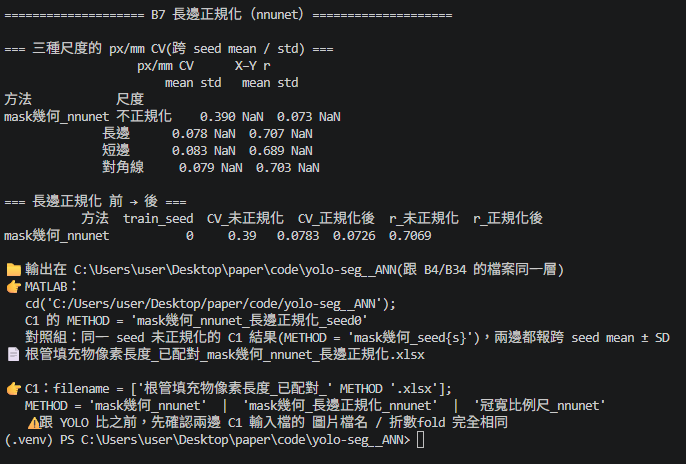 ==================== B7 長邊正規化（nnunet）====================
=== 三種尺度的 px/mm CV(跨 seed mean / std) ===
px/mm CV X–Y r
mean std mean std
方法 尺度
mask幾何_nnunet 不正規化 0.390 NaN 0.073 NaN
長邊 0.078 NaN 0.707 NaN
短邊 0.083 NaN 0.689 NaN
對角線 0.079 NaN 0.703 NaN
=== 長邊正規化 前 → 後 ===
方法 train_seed CV_未正規化 CV_正規化後 r_未正規化 r_正規化後
mask幾何_nnunet 0 0.39 0.0783 0.0726 0.7069
📁 輸出在 C:\Users\user\Desktop\paper\code\yolo-seg__ANN(跟 B4/B34 的檔案同一層)
👉 MATLAB：
cd('C:/Users/user/Desktop/paper/code/yolo-seg__ANN');
C1 的 METHOD = 'mask幾何_nnunet_長邊正規化_seed0'
對照組：同一 seed 未正規化的 C1 結果(METHOD = 'mask幾何_seed{s}')，兩邊都報跨 seed mean ± SD
📄 根管填充物像素長度_已配對_mask幾何_nnunet_長邊正規化.xlsx
👉 C1：filename = ['根管填充物像素長度_已配對_' METHOD '.xlsx'];
METHOD = 'mask幾何_nnunet' | 'mask幾何_長邊正規化_nnunet' | '冠寬比例尺_nnunet'
⚠跟 YOLO 比之前，先確認兩邊 C1 輸入檔的 圖片檔名 / 折數fold 完全相同
(.venv) PS C:\Users\user\Desktop\paper\code\yolo-seg__ANN>